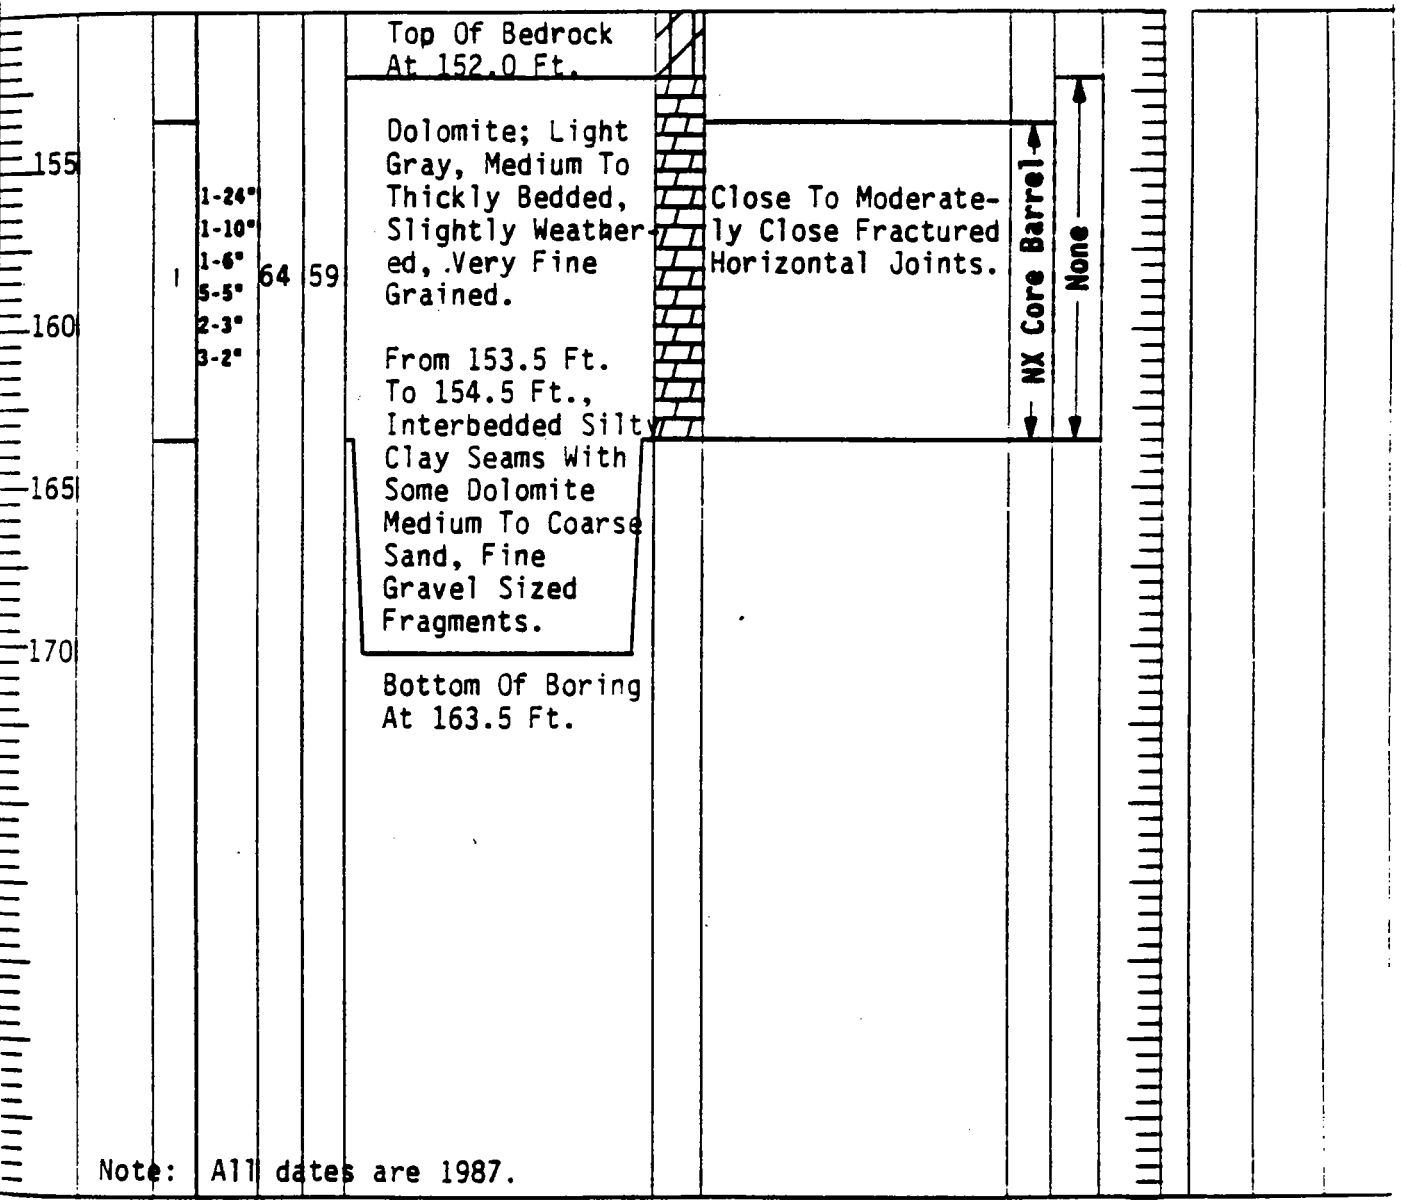 Top Of Bedrock
At 152.0 Ft.
Dolomite; Light
Gray, Medium To
Thickly Bedded,
Slightly Weather-
ed, Very Fine
Grained.
From 153.5 Ft.
To 154.5 Ft.,
Interbedded Silty
Clay Seams With
Some Dolomite
Medium To Coarse
Sand, Fine
Gravel Sized
Fragments.
Bottom Of Boring
At 163.5 Ft.
155
160
165
170
1
1-24"
1-10"
1-6"
5-5"
2-3"
3-2"
64
59
Close To Moderate-
ly Close Fractured
Horizontal Joints.
NX Core Barrel
None
Note: All dates are 1987.